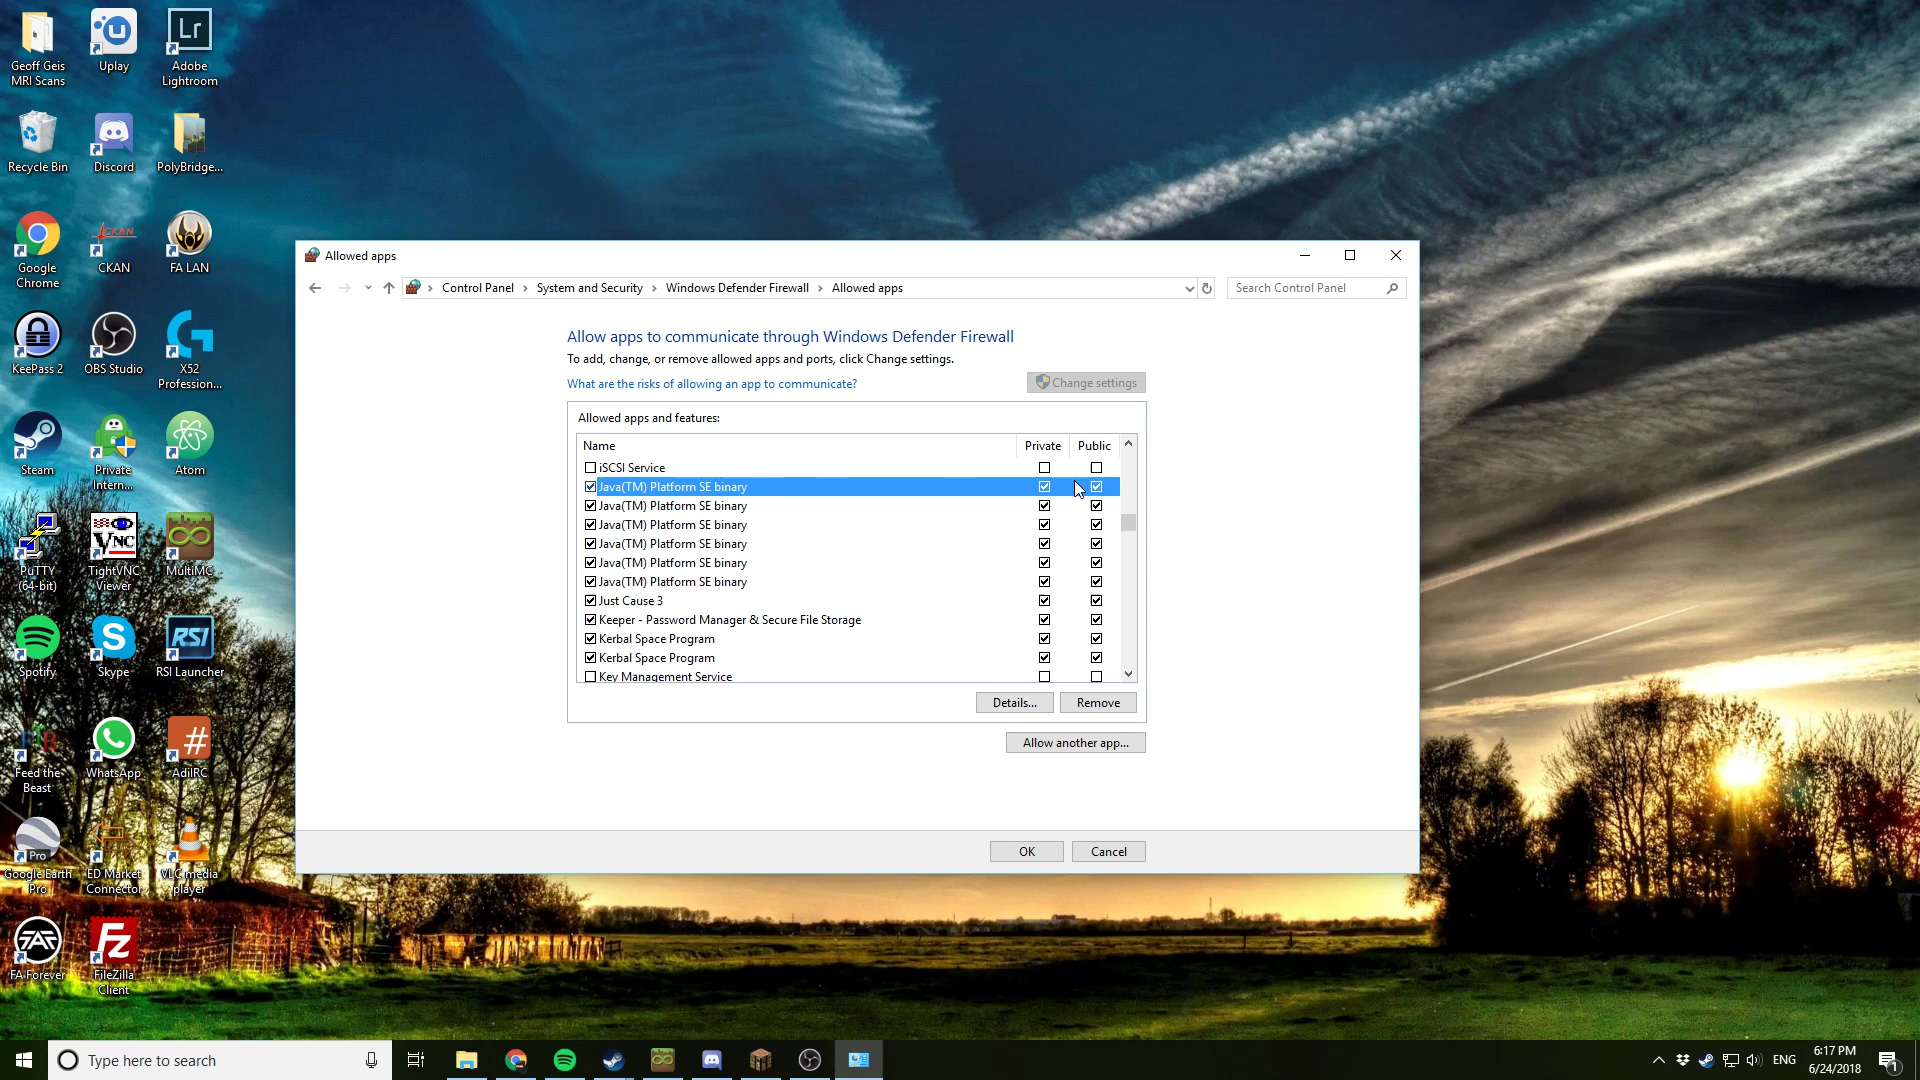 Geoff Geis
MRI Scans
Uplay
Lr
Adobe
Lightroom
Recycle Bin
Discord
PolyBridge...
Google
Chrome
CKAN
CKAN
FA LAN
KeePass 2
OBS Studio
X52
Profession...
Steam
Private
Intern...
Atom
PuTTY
(64-bit)
VNC
TightVNC
Viewer
MultiMC
Spotify
Skype
RSI
RSI Launcher
FTB
Feed the
Beast
WhatsApp
#
AdiIRC
Pro
Google Earth
Pro
ED Market
Connector
VLC media
player
FAF
FA Forever
Fz
FileZilla
Client
Allowed apps
Control Panel
System and Security
Windows Defender Firewall
Allowed apps
Search Control Panel
Allow apps to communicate through Windows Defender Firewall
To add, change, or remove allowed apps and ports, click Change settings.
What are the risks of allowing an app to communicate?
Change settings
Allowed apps and features:
Name Private Public
iSCSI Service
Java(TM) Platform SE binary
Java(TM) Platform SE binary
Java(TM) Platform SE binary
Java(TM) Platform SE binary
Java(TM) Platform SE binary
Java(TM) Platform SE binary
Just Cause 3
Keeper - Password Manager & Secure File Storage
Kerbal Space Program
Kerbal Space Program
Key Management Service
Details...
Remove
Allow another app...
OK
Cancel
Type here to search
ENG
6:17 PM
6/24/2018
1